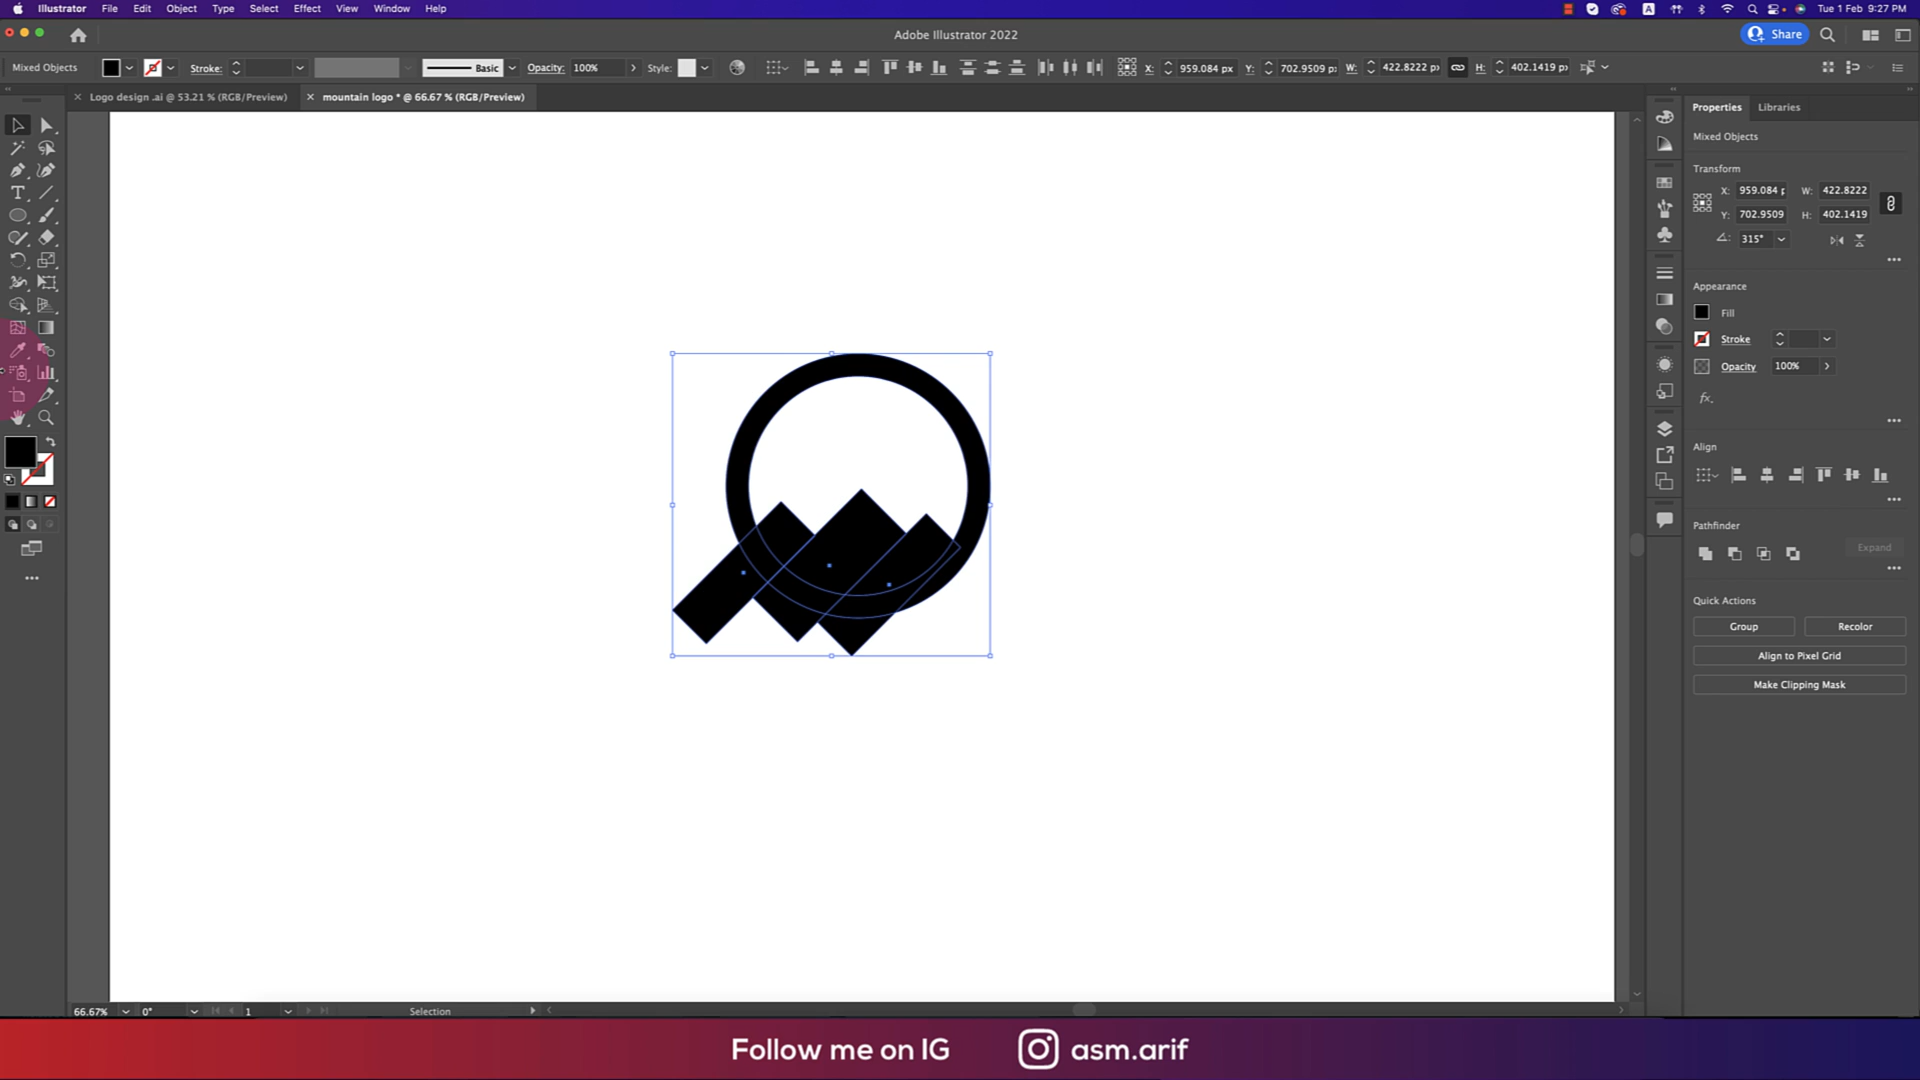 Illustrator File Edit Object Type Select Effect View Window Help
A
Tue 1 Feb 9:27 PM
Adobe Illustrator 2022
Share
Mixed Objects
Stroke:
Basic
Opacity: 100%
Style:
X: 959.084 px
Y: 702.9509 p
W: 422.8222 p
H: 402.1419 p
Logo design .ai @ 53.21 % (RGB/Preview)
mountain logo * @ 66.67 % (RGB/Preview)
Properties
Libraries
Mixed Objects
Transform
X: 959.084 p
W: 422.8222
Y: 702.9509
H: 402.1419
315°
Appearance
Fill
Stroke
Opacity 100%
fx.
Align
Pathfinder
Expand
Quick Actions
Group
Recolor
Align to Pixel Grid
Make Clipping Mask
T
66.67%
0°
1
Selection
Follow me on IG
asm.arif